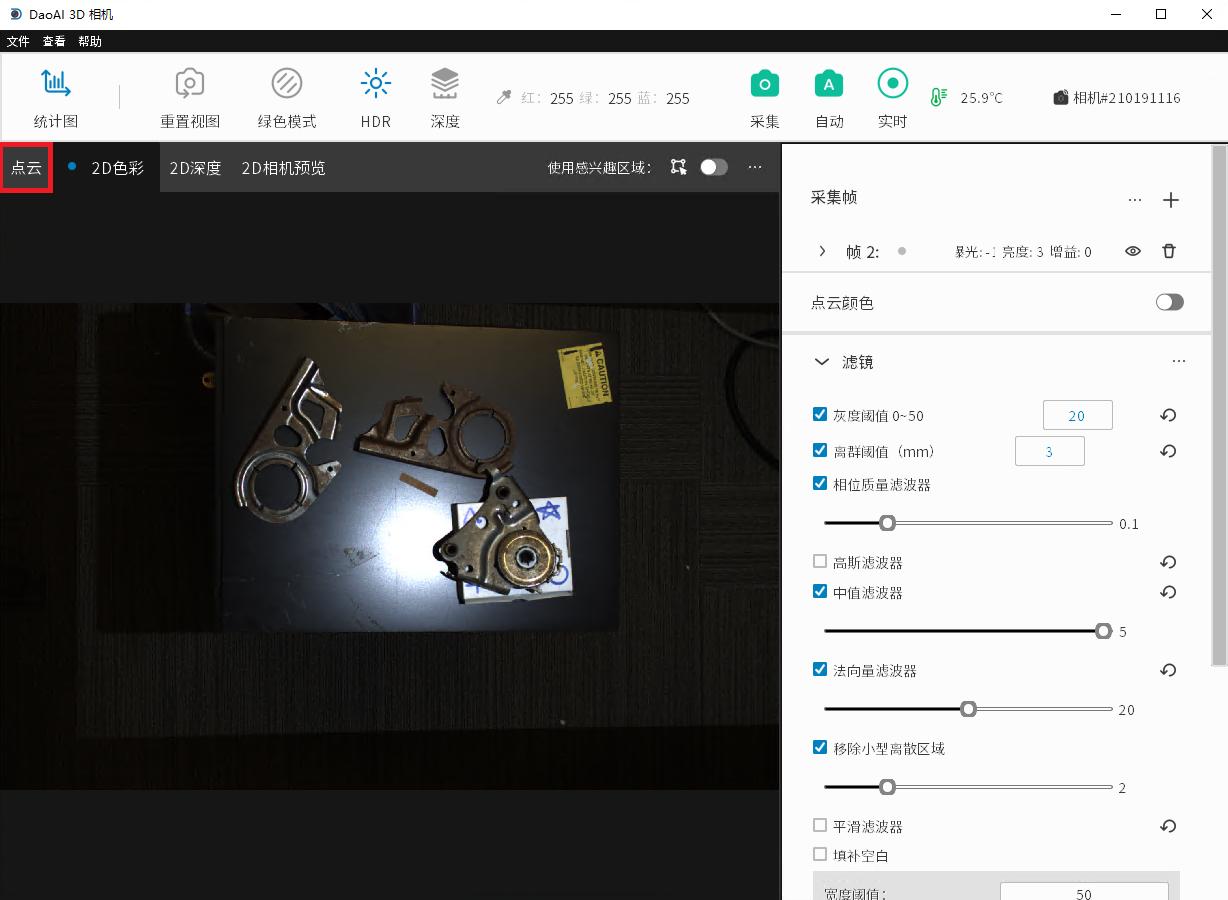 DaoAI 3D 相机
文件 查看 帮助
统计图 重置视图 绿色模式 HDR 深度 红: 255 绿: 255 蓝: 255 采集 自动 实时 25.9°C 相机#210191116
点云 2D色彩 2D深度 2D相机预览 使用感兴趣区域: ...
采集帧 ...
帧 2: 曝光: -1 亮度: 3 增益: 0
点云颜色
滤镜 ...
灰度阈值 0~50 20
离群阈值（mm） 3
相位质量滤波器
0.1
高斯滤波器
中值滤波器
5
法向量滤波器
20
移除小型离散区域
2
平滑滤波器
填补空白
宽度阈值: 50
CAUTION